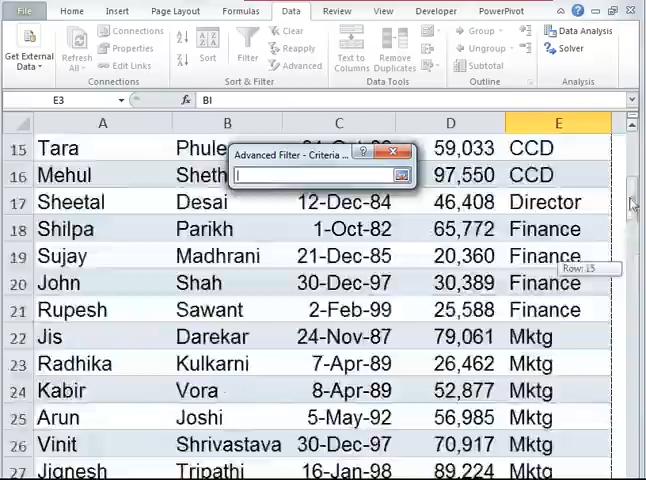 File Home Insert Page Layout Formulas Data Review View Developer PowerPivot
Get External Data
Refresh All
Connections
Properties
Edit Links
Connections
Sort
Filter
Clear
Reapply
Advanced
Sort & Filter
Text to Columns
Remove Duplicates
Data Tools
Group
Ungroup
Subtotal
Outline
Data Analysis
Solver
Analysis
E3 fx BI
A B C D E
Advanced Filter - Criteria ...
15 Tara Phule 59,033 CCD
16 Mehul Sheth 97,550 CCD
17 Sheetal Desai 12-Dec-84 46,408 Director
18 Shilpa Parikh 1-Oct-82 65,772 Finance
19 Sujay Madhrani 21-Dec-85 20,360 Finance
Row: 15
20 John Shah 30-Dec-97 30,389 Finance
21 Rupesh Sawant 2-Feb-99 25,588 Finance
22 Jis Darekar 24-Nov-87 79,061 Mktg
23 Radhika Kulkarni 7-Apr-89 26,462 Mktg
24 Kabir Vora 8-Apr-89 52,877 Mktg
25 Arun Joshi 5-May-92 56,985 Mktg
26 Vinit Shrivastava 30-Dec-97 70,917 Mktg
27 Jignesh Tripathi 16-Jan-98 89,224 Mktg